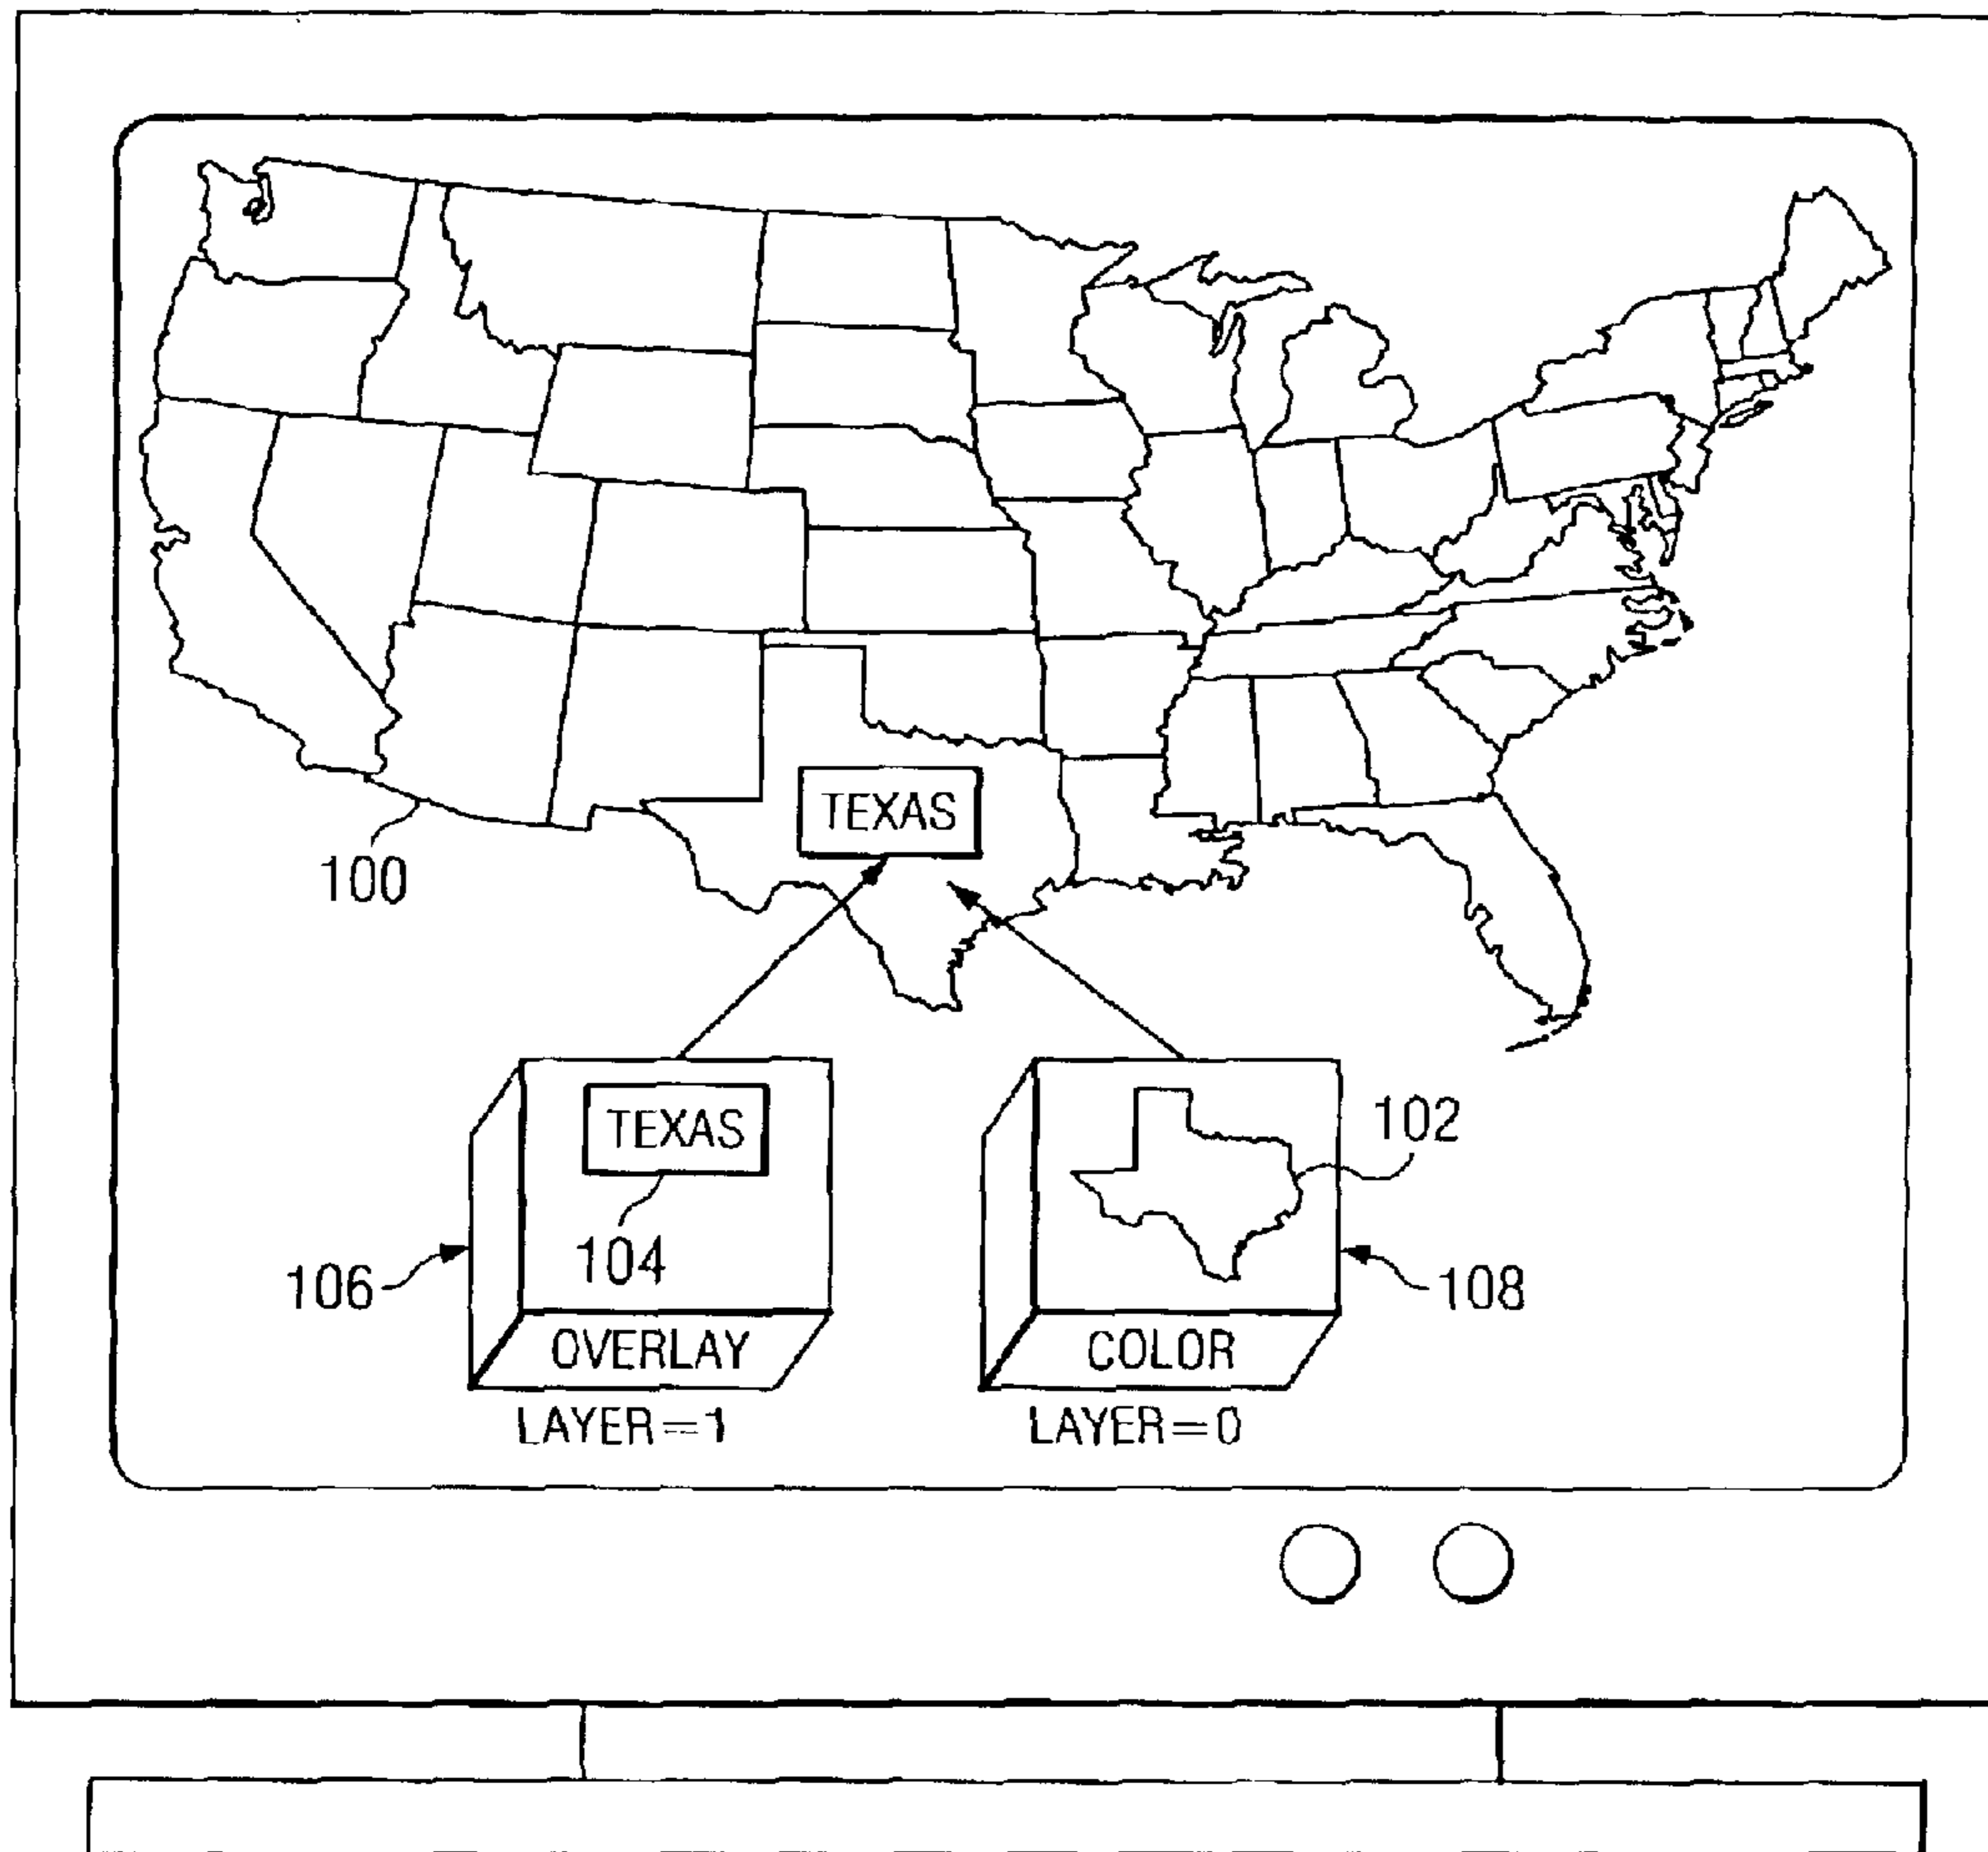 TEXAS
100
TEXAS
102
104
106
108
OVERLAY
COLOR
LAYER=1
LAYER=0